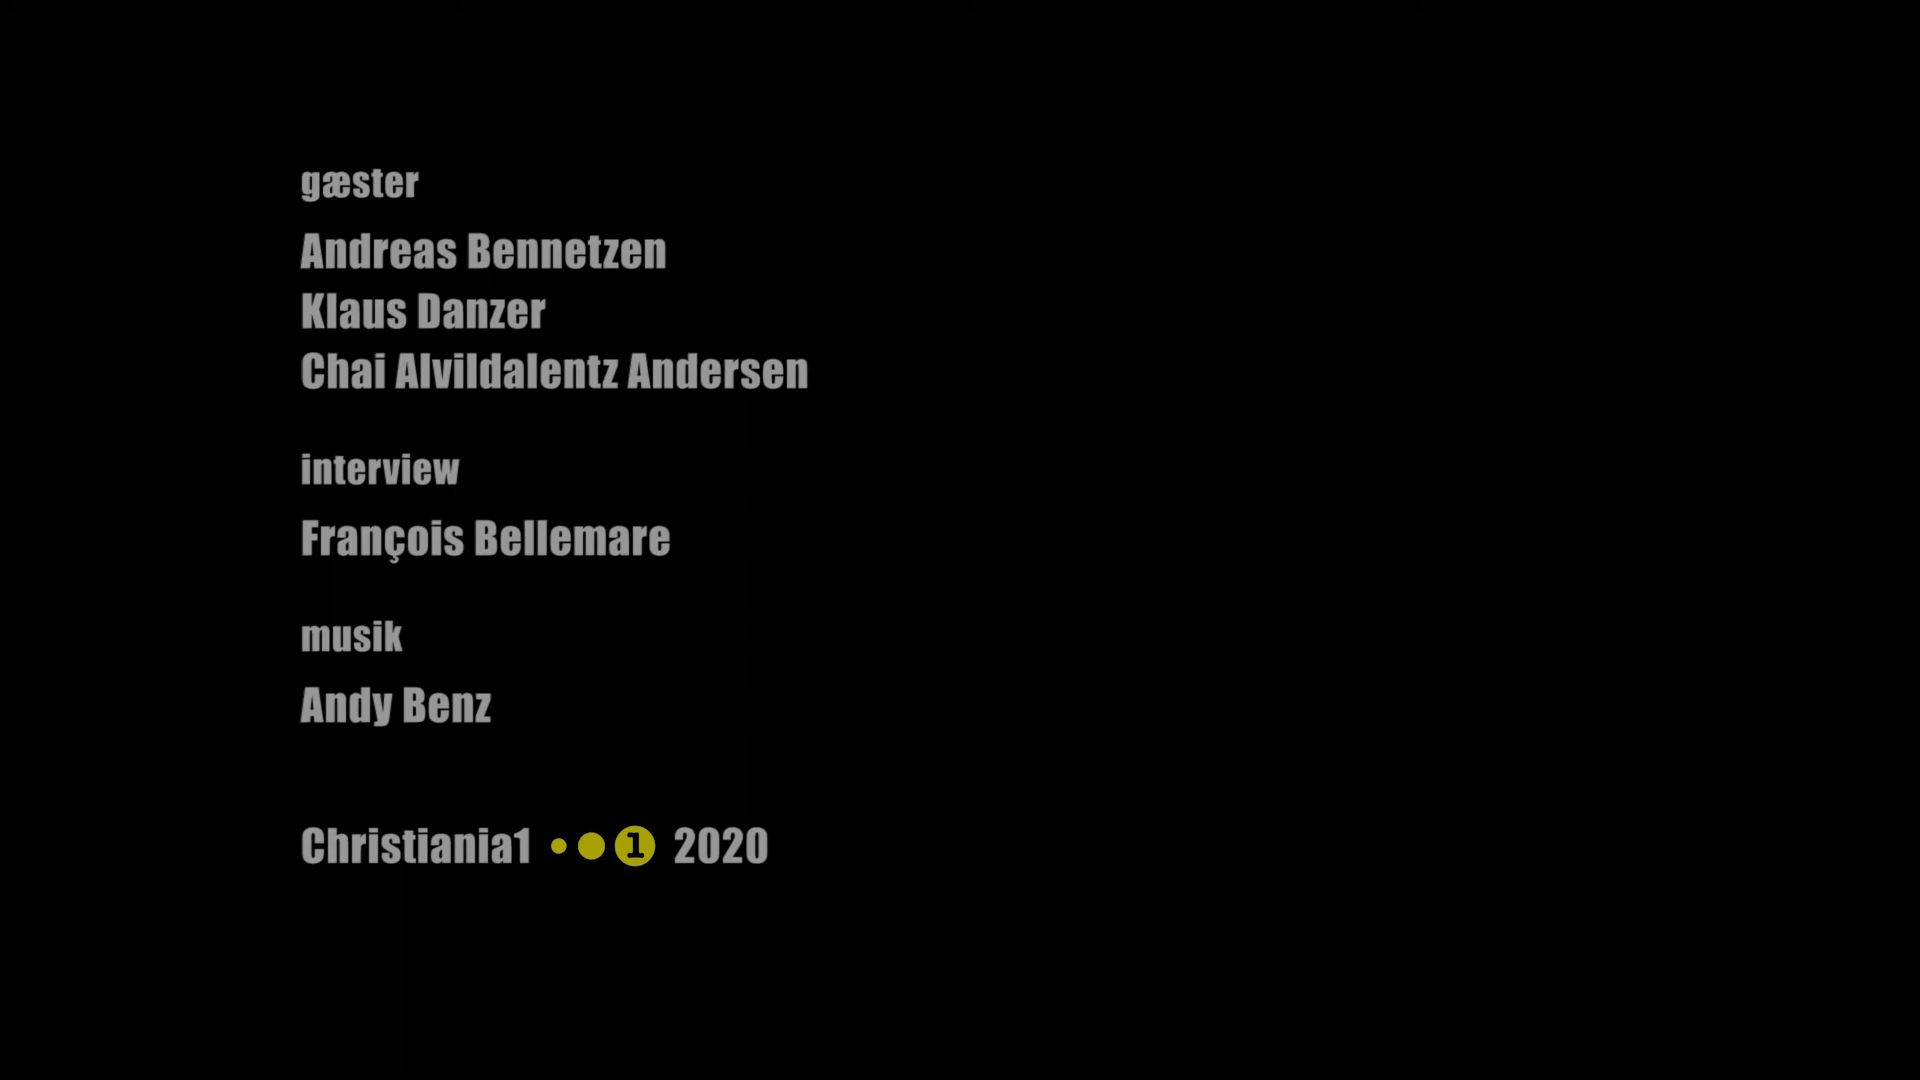 gæster
Andreas Bennetzen
Klaus Danzer
Chai Alvildalentz Andersen
interview
François Bellemare
musik
Andy Benz
Christiania1 1 2020